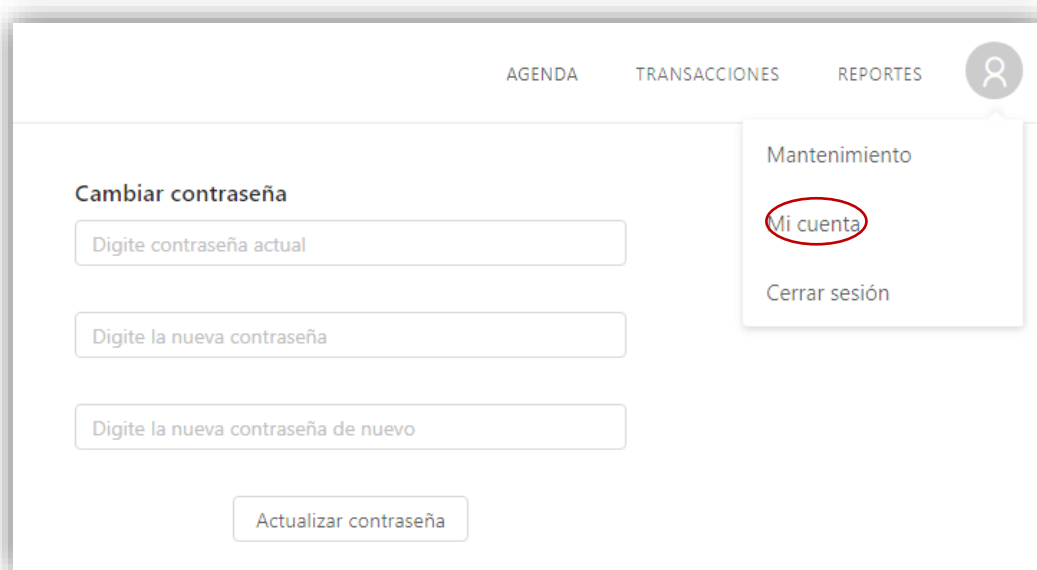 AGENDA TRANSACCIONES REPORTES
Mantenimiento
Mi cuenta
Cerrar sesión
Cambiar contraseña
Digite contraseña actual
Digite la nueva contraseña
Digite la nueva contraseña de nuevo
Actualizar contraseña